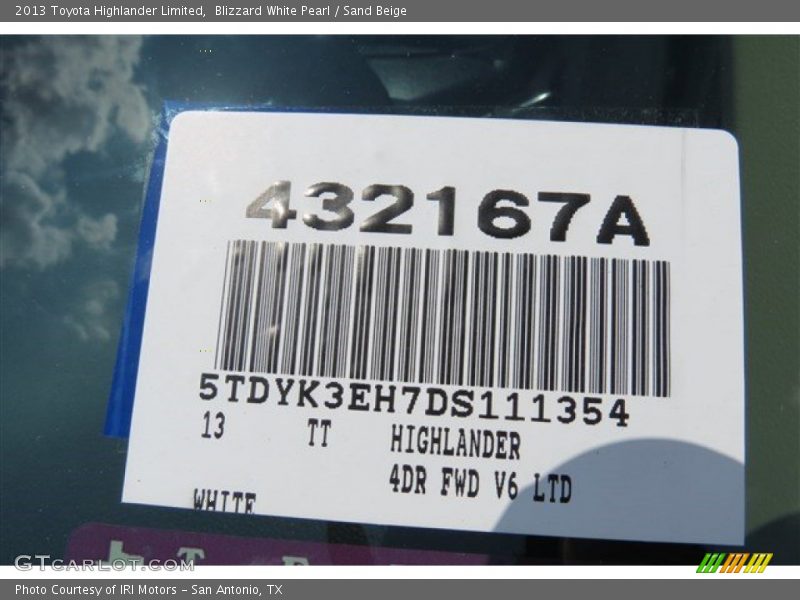 2013 Toyota Highlander Limited, Blizzard White Pearl / Sand Beige
432167A
5TDYK3EH7DS111354
13 TT HIGHLANDER
4DR FWD V6 LTD
WHITE
GTCarLot.com
Photo Courtesy of IRI Motors – San Antonio, TX